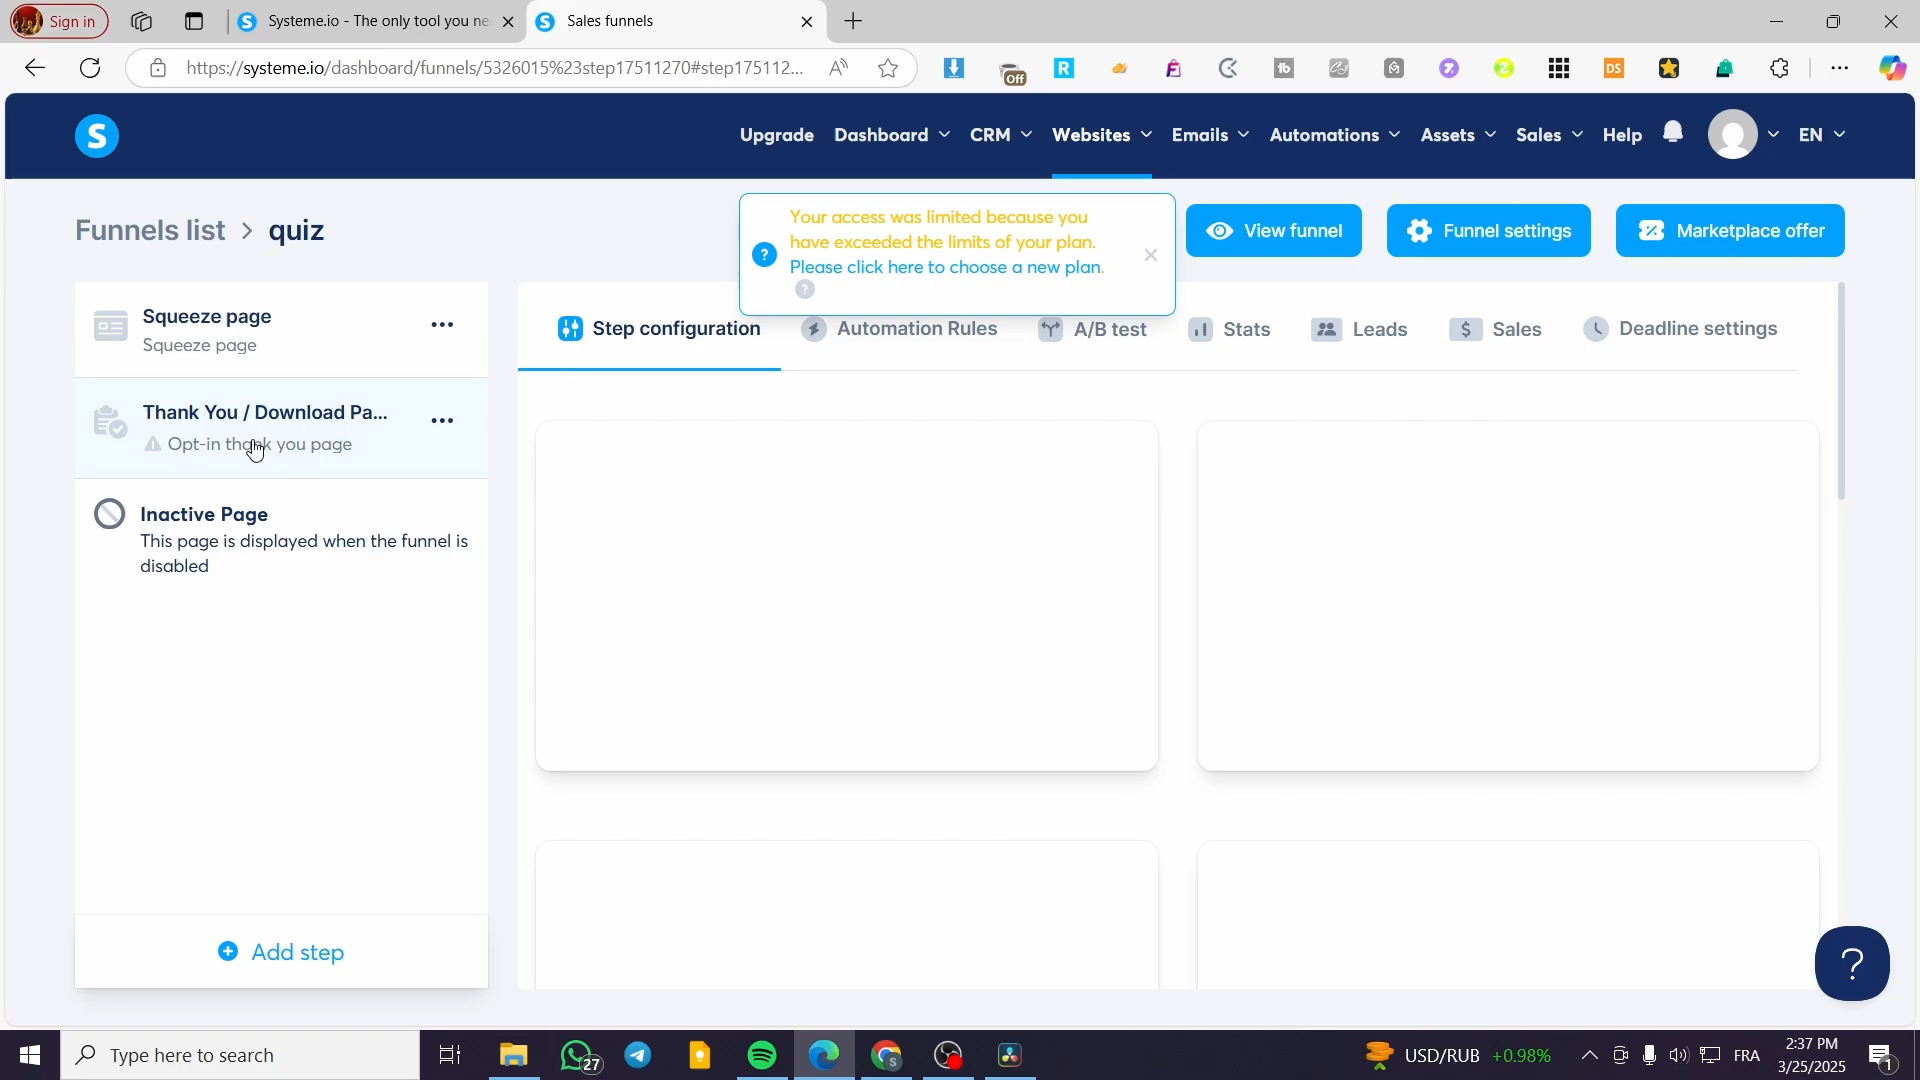 Sign in
Systeme.io - The only tool you ne
Sales funnels
https://systeme.io/dashboard/funnels/5326015%23step17511270#step175112...
Off
R
tb
DS
S
Upgrade
Dashboard
CRM
Websites
Emails
Automations
Assets
Sales
Help
EN
Funnels list > quiz
Your access was limited because you
have exceeded the limits of your plan.
Please click here to choose a new plan.
View funnel
Funnel settings
Marketplace offer
Squeeze page
Squeeze page
Thank You / Download Pa...
Opt-in thank you page
Inactive Page
This page is displayed when the funnel is
disabled
Add step
Step configuration
Automation Rules
A/B test
Stats
Leads
Sales
Deadline settings
?
Type here to search
27
USD/RUB +0.98%
FRA
2:37 PM
3/25/2025
1